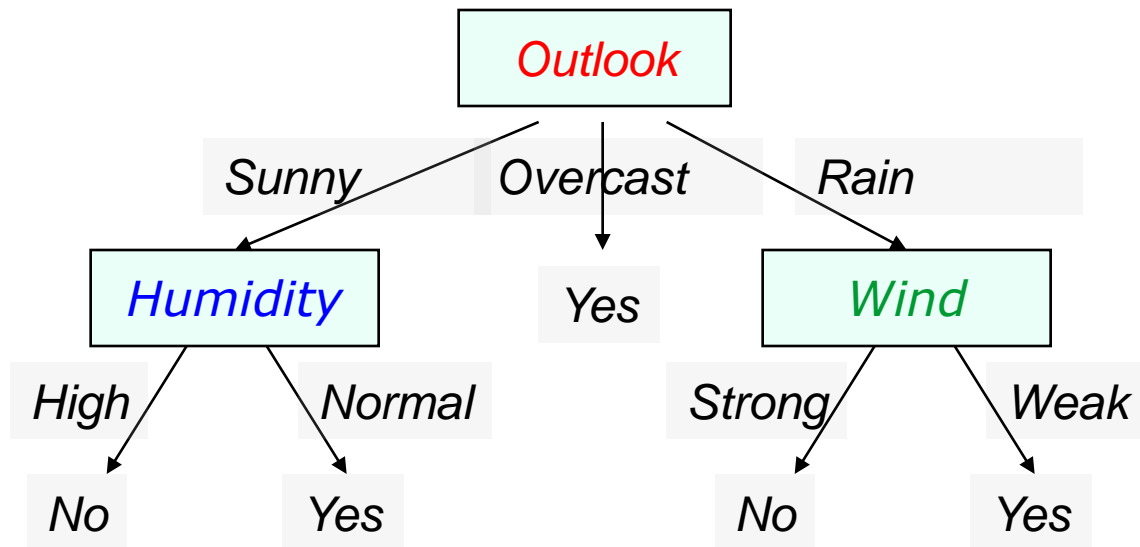 Outlook
Sunny Overcast Rain
Humidity Yes Wind
High Normal Strong Weak
No Yes No Yes